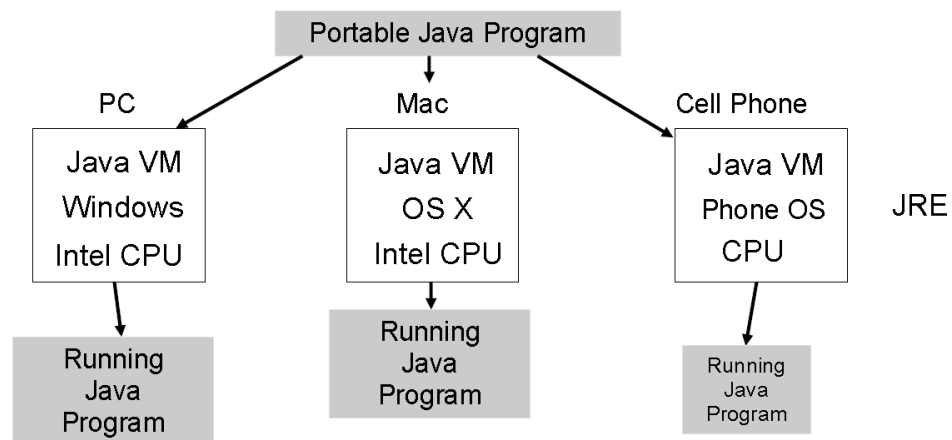 Portable Java Program
PC
Mac
Cell Phone
Java VM
Windows
Intel CPU
Java VM
OS X
Intel CPU
Java VM
Phone OS
CPU
JRE
Running
Java
Program
Running
Java
Program
Running
Java
Program